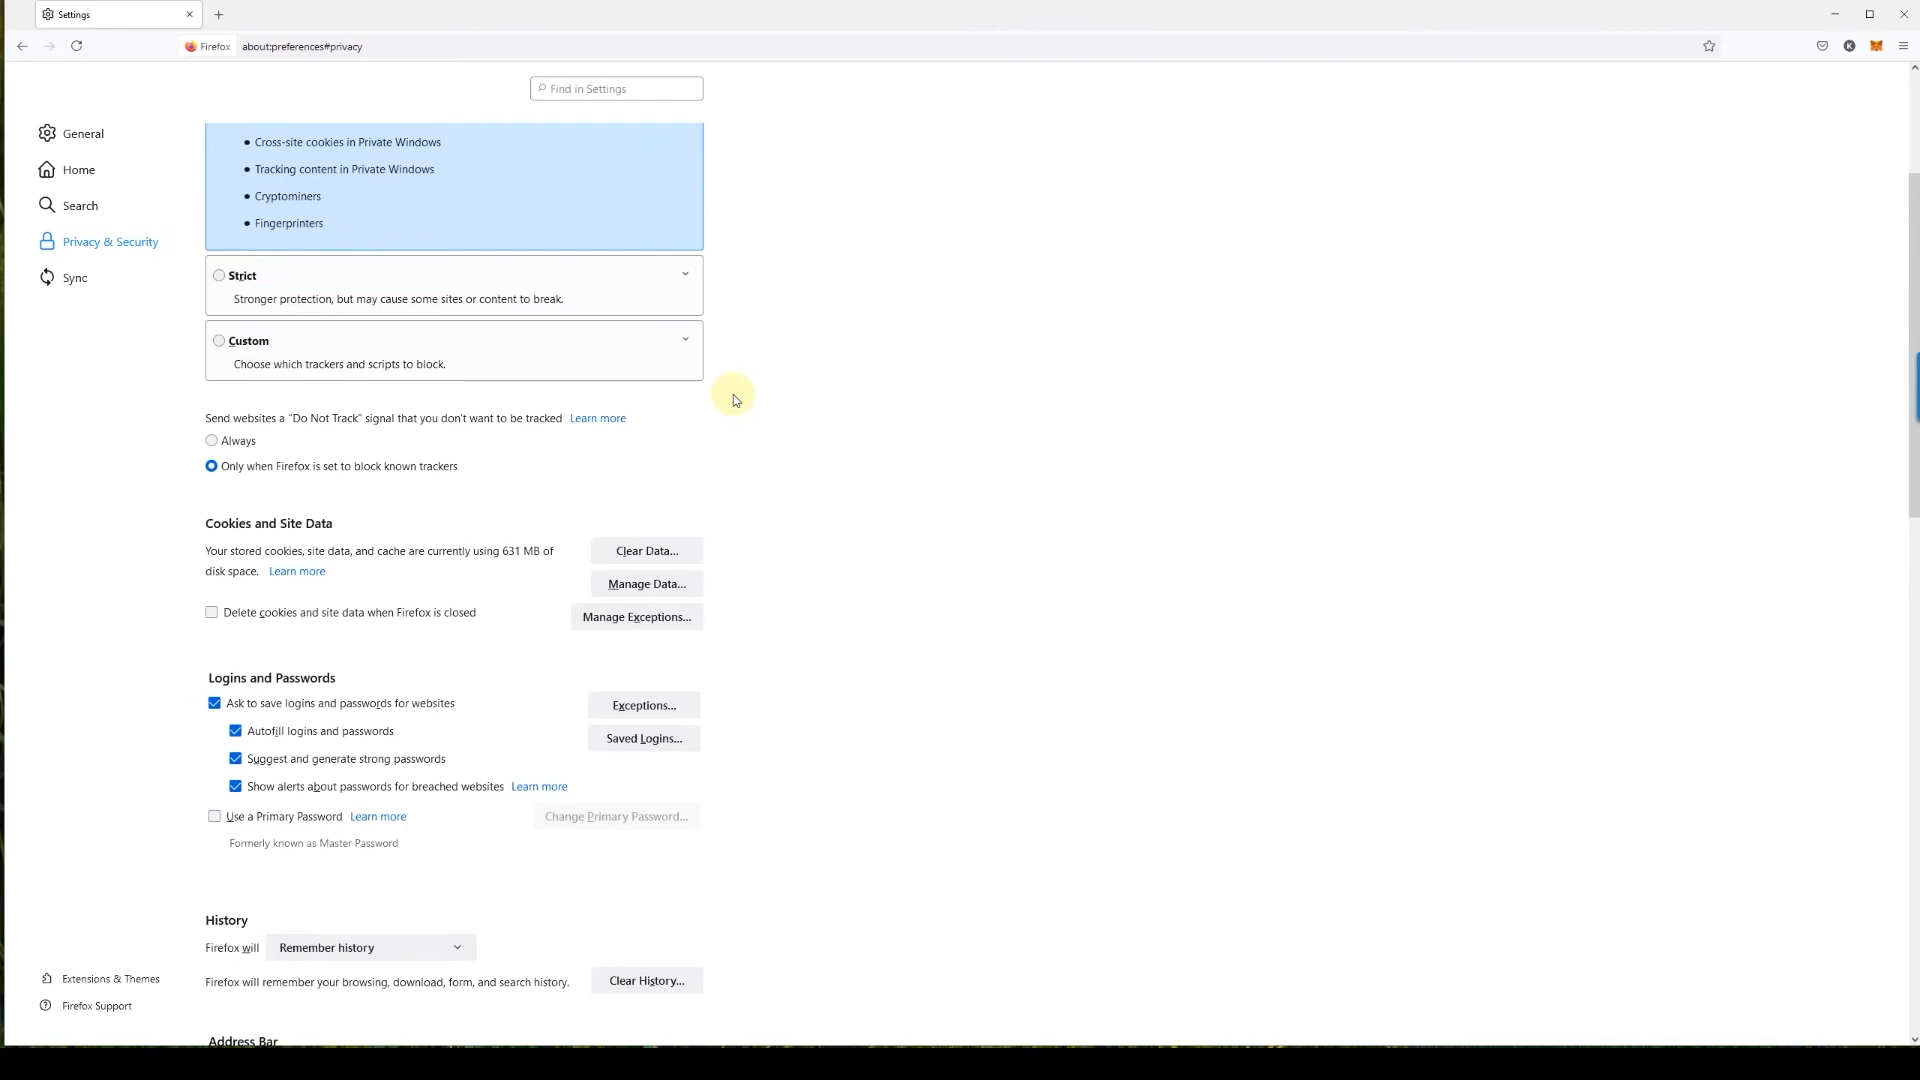 Settings
Firefox
about:preferences#privacy
Find in Settings
General
Home
Search
Privacy & Security
Sync
Cross-site cookies in Private Windows
Tracking content in Private Windows
Cryptominers
Fingerprinters
Strict
Stronger protection, but may cause some sites or content to break.
Custom
Choose which trackers and scripts to block.
Send websites a “Do Not Track” signal that you don’t want to be tracked Learn more
Always
Only when Firefox is set to block known trackers
Cookies and Site Data
Your stored cookies, site data, and cache are currently using 631 MB of
disk space. Learn more
Clear Data...
Manage Data...
Delete cookies and site data when Firefox is closed
Manage Exceptions...
Logins and Passwords
Ask to save logins and passwords for websites
Exceptions...
Autofill logins and passwords
Saved Logins...
Suggest and generate strong passwords
Show alerts about passwords for breached websites Learn more
Use a Primary Password Learn more
Change Primary Password...
Formerly known as Master Password
History
Firefox will Remember history
Firefox will remember your browsing, download, form, and search history.
Clear History...
Extensions & Themes
Firefox Support
Address Bar
K